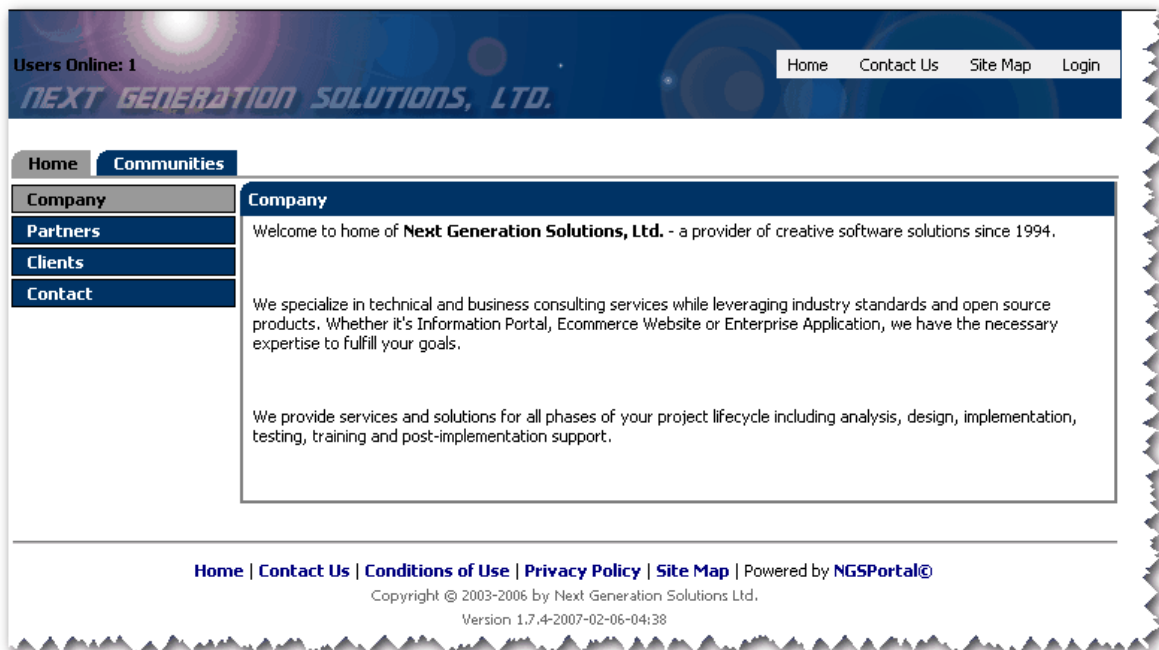 Users Online: 1
Home Contact Us Site Map Login
NEXT GENERATION SOLUTIONS, LTD.
Home Communities
Company
Partners
Clients
Contact
Company
Welcome to home of Next Generation Solutions, Ltd. - a provider of creative software solutions since 1994.
We specialize in technical and business consulting services while leveraging industry standards and open source
products. Whether it's Information Portal, Ecommerce Website or Enterprise Application, we have the necessary
expertise to fulfill your goals.
We provide services and solutions for all phases of your project lifecycle including analysis, design, implementation,
testing, training and post-implementation support.
Home | Contact Us | Conditions of Use | Privacy Policy | Site Map | Powered by NGSPortal©
Copyright © 2003-2006 by Next Generation Solutions Ltd.
Version 1.7.4-2007-02-06-04:38